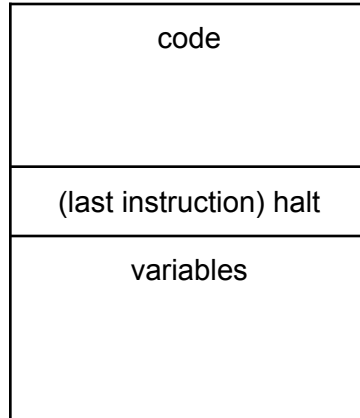 code
(last instruction) halt
variables